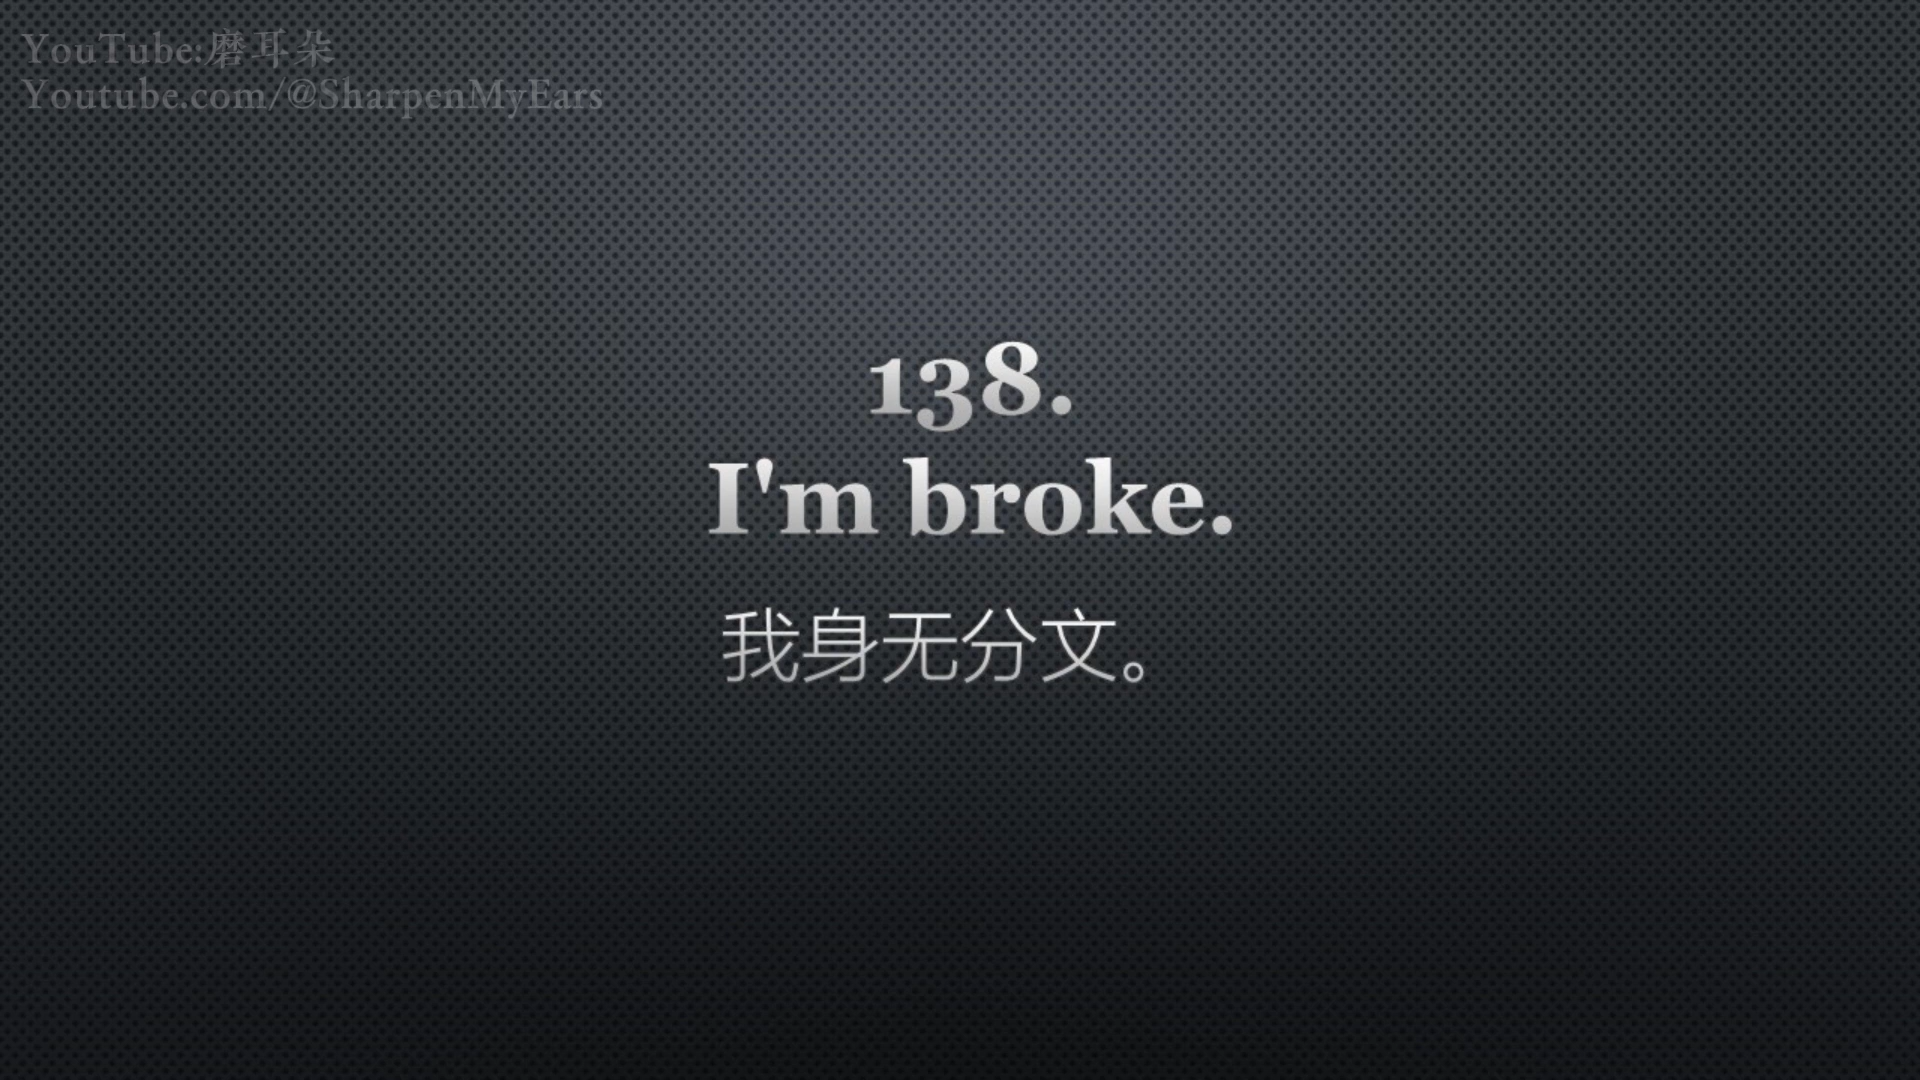 YouTube:磨耳朵
Youtube.com/@SharpenMyEars
138.
I'm broke.
我身无分文。